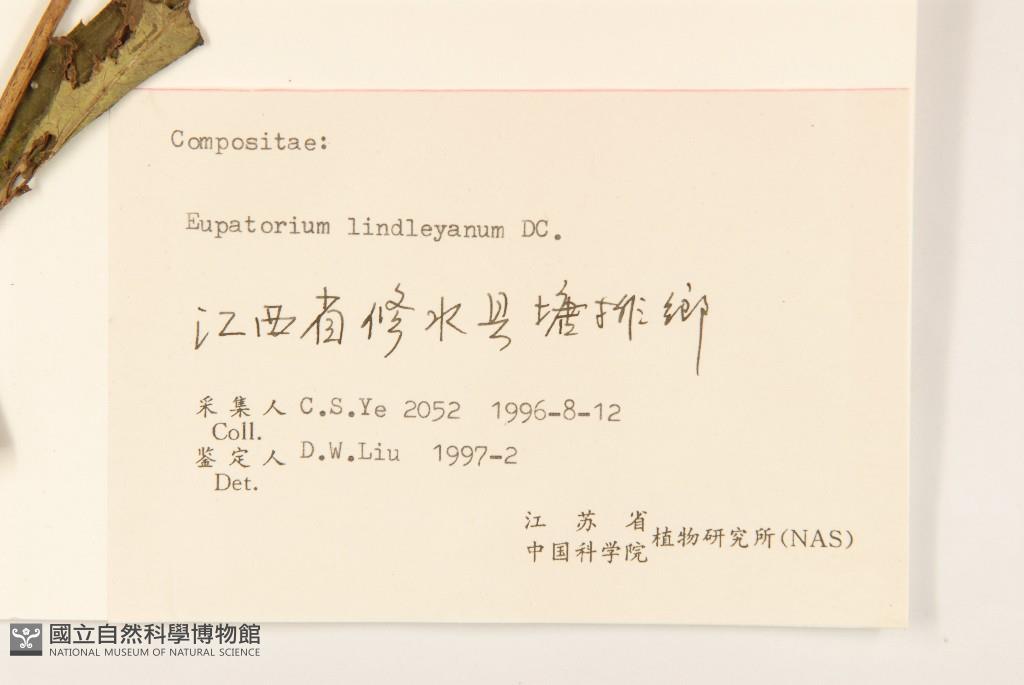 Compositae:
Eupatorium lindleyanum DC.
江西省修水县塘排鄉
采集人 C.S.Ye 2052 1996-8-12
Coll.
鉴定人 D.W.Liu 1997-2
Det.
江苏省
中国科学院 植物研究所(NAS)
國立自然科學博物館
NATIONAL MUSEUM OF NATURAL SCIENCE